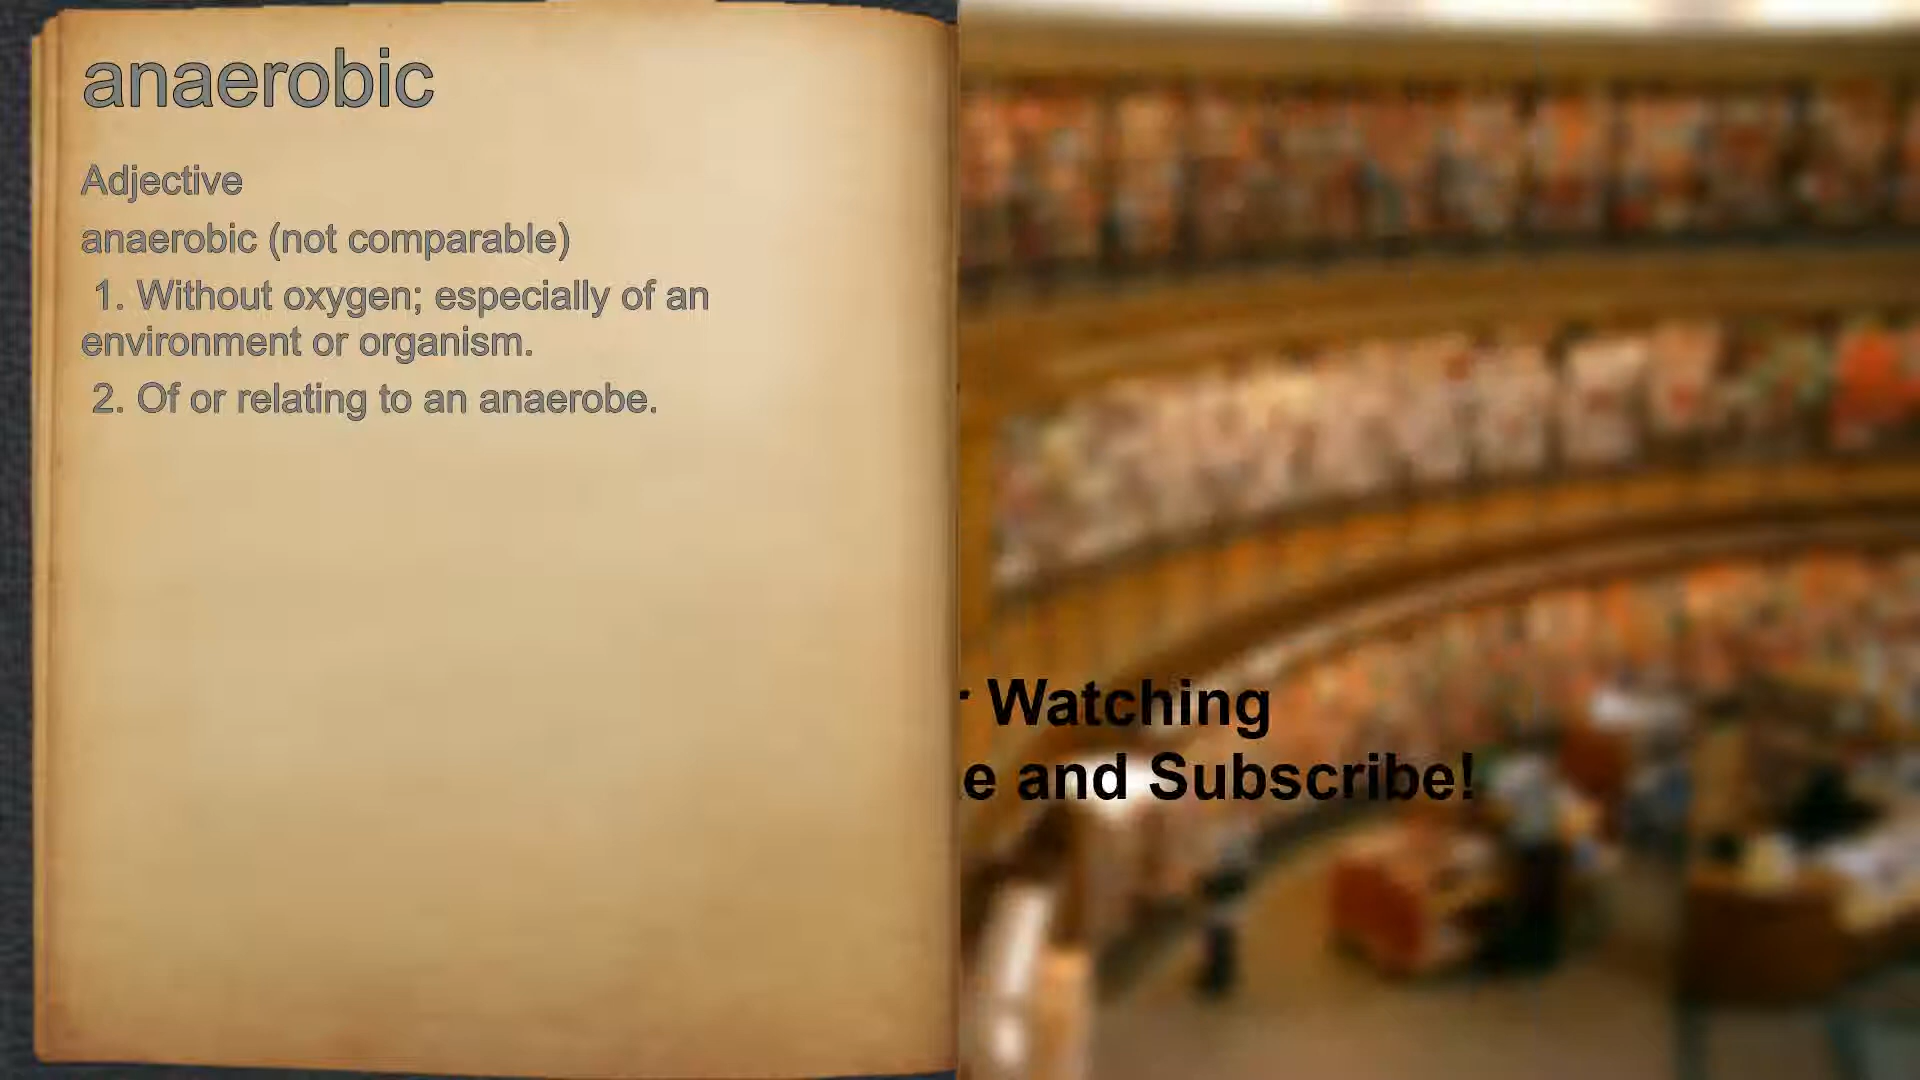 anaerobic
Adjective
anaerobic (not comparable)
1. Without oxygen; especially of an
environment or organism.
2. Of or relating to an anaerobe.
Watching
and Subscribe!